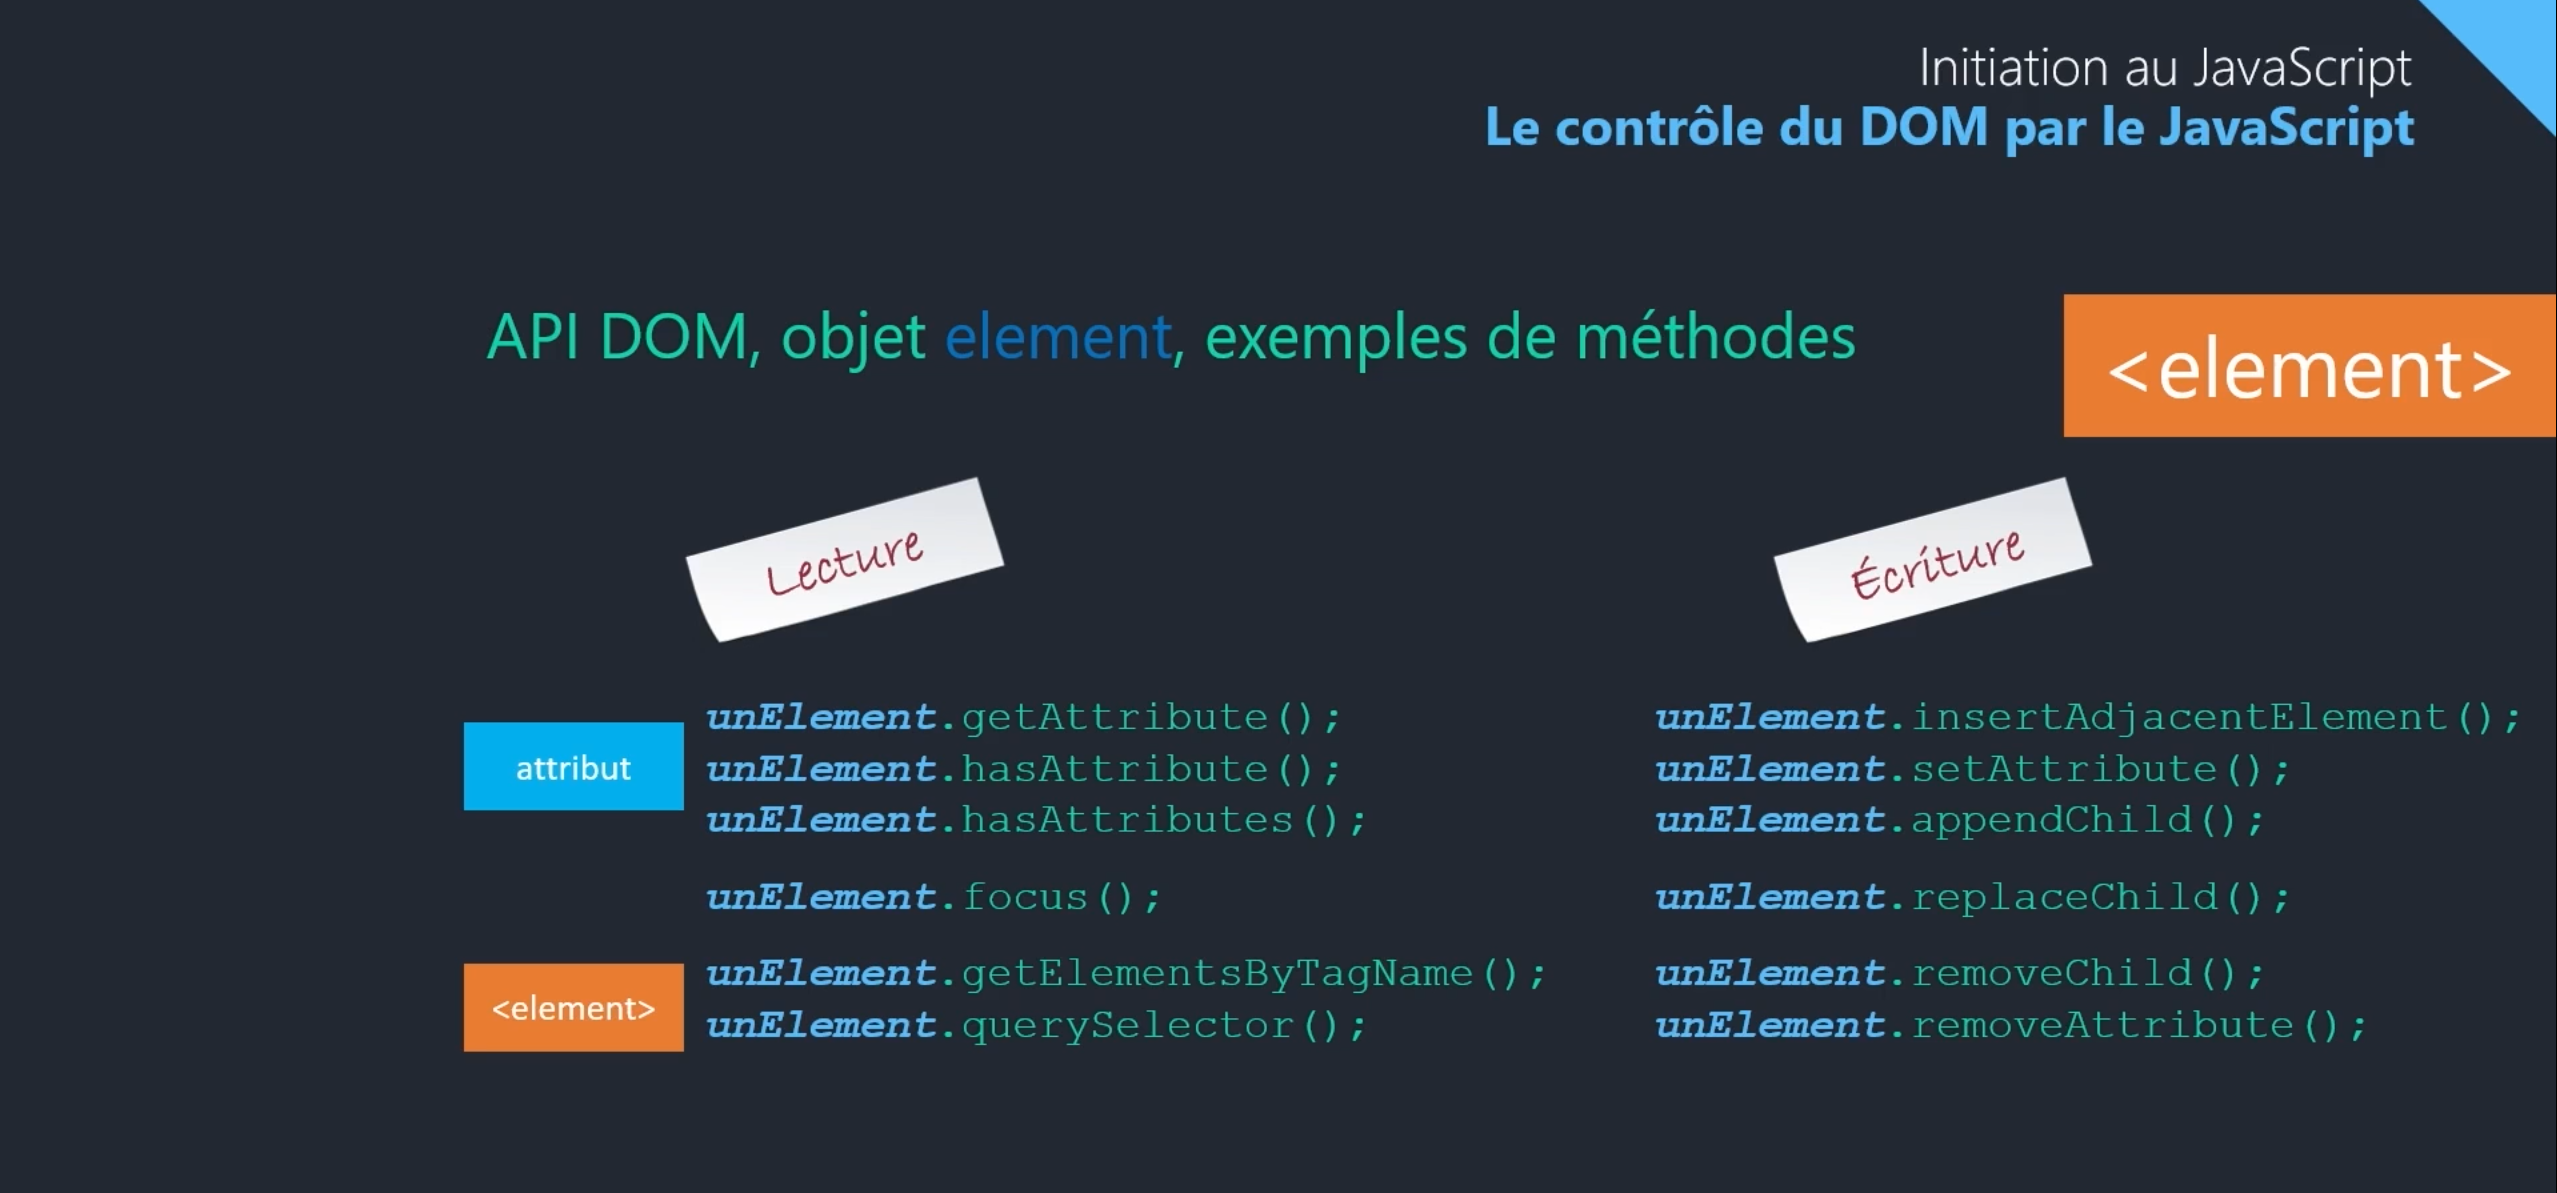 Initiation au JavaScript
Le contrôle du DOM par le JavaScript
API DOM, objet element, exemples de méthodes
<element>
Lecture
Écriture
attribut
unElement.getAttribute();
unElement.hasAttribute();
unElement.hasAttributes();
unElement.focus();
<element>
unElement.getElementsByTagName();
unElement.querySelector();
unElement.insertAdjacentElement();
unElement.setAttribute();
unElement.appendChild();
unElement.replaceChild();
unElement.removeChild();
unElement.removeAttribute();